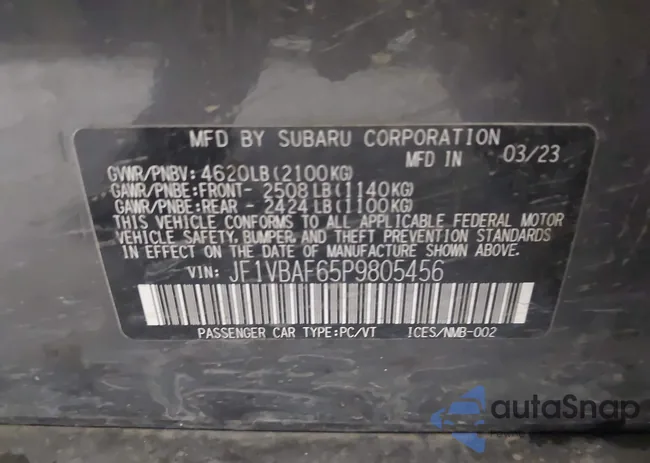 MFD BY SUBARU CORPORATION
MFD IN 03/23
GVWR/PNBV: 4620LB (2100KG)
GAWR/PNBE:FRONT- 2508 LB (1140KG)
GAWR/PNBE:REAR - 2424 LB (1100KG)
THIS VEHICLE CONFORMS TO ALL APPLICABLE FEDERAL MOTOR
VEHICLE SAFETY, BUMPER, AND THEFT PREVENTION STANDARDS
IN EFFECT ON THE DATE OF MANUFACTURE SHOWN ABOVE.
VIN: JF1VBAF65P9805456
PASSENGER CAR TYPE:PC/VT ICES/NMB-002
autaSnap